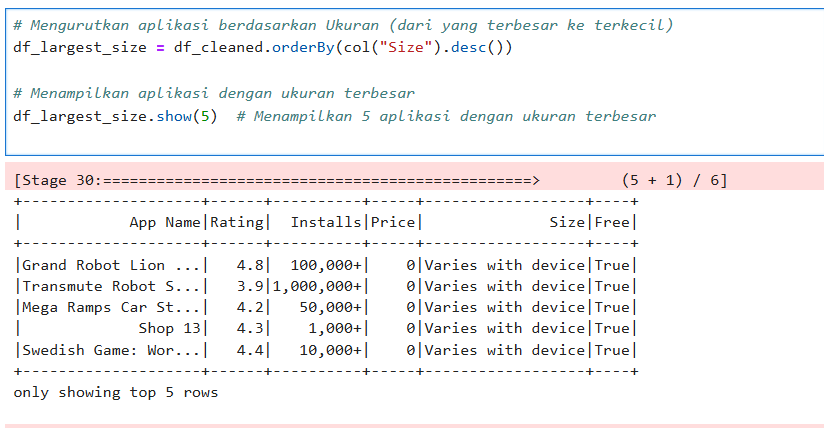 # Mengurutkan aplikasi berdasarkan Ukuran (dari yang terbesar ke terkecil)
df_largest_size = df_cleaned.orderBy(col("Size").desc())
# Menampilkan aplikasi dengan ukuran terbesar
df_largest_size.show(5)  # Menampilkan 5 aplikasi dengan ukuran terbesar
[Stage 30:===============================================>         (5 + 1) / 6]
+--------------------+------+----------+-----+------------------+----+
|            App Name|Rating|  Installs|Price|              Size|Free|
+--------------------+------+----------+-----+------------------+----+
|Grand Robot Lion ...|   4.8|  100,000+|    0|Varies with device|True|
|Transmute Robot S...|   3.9|1,000,000+|    0|Varies with device|True|
|Mega Ramps Car St...|   4.2|   50,000+|    0|Varies with device|True|
|             Shop 13|   4.3|    1,000+|    0|Varies with device|True|
|Swedish Game: Wor...|   4.4|   10,000+|    0|Varies with device|True|
+--------------------+------+----------+-----+------------------+----+
only showing top 5 rows